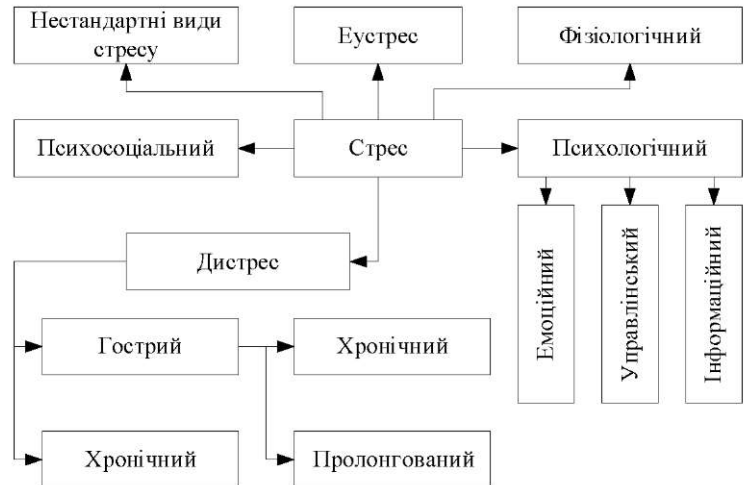 Нестандартні види
стресу
Еустрес
Фізіологічний
Психосоціальний
Стрес
Психологічний
Дистрес
Емоційний
Управлінський
Інформаційний
Гострий
Хронічний
Хронічний
Пролонгований